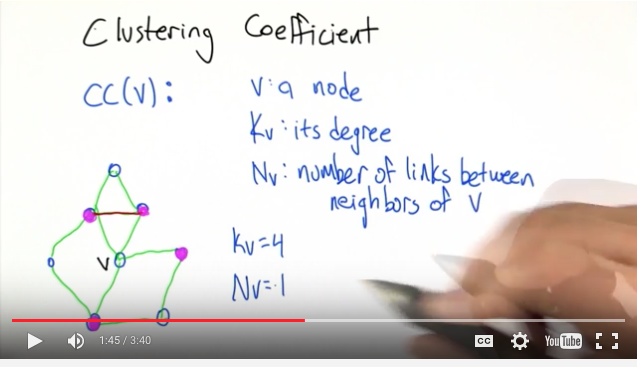 Clustering Coefficient
CC(V):
V: a node
Kv: its degree
Nv: number of links between
neighbors of V
V
Kv=4
Nv=1
1:45 / 3:40
CC
YouTube